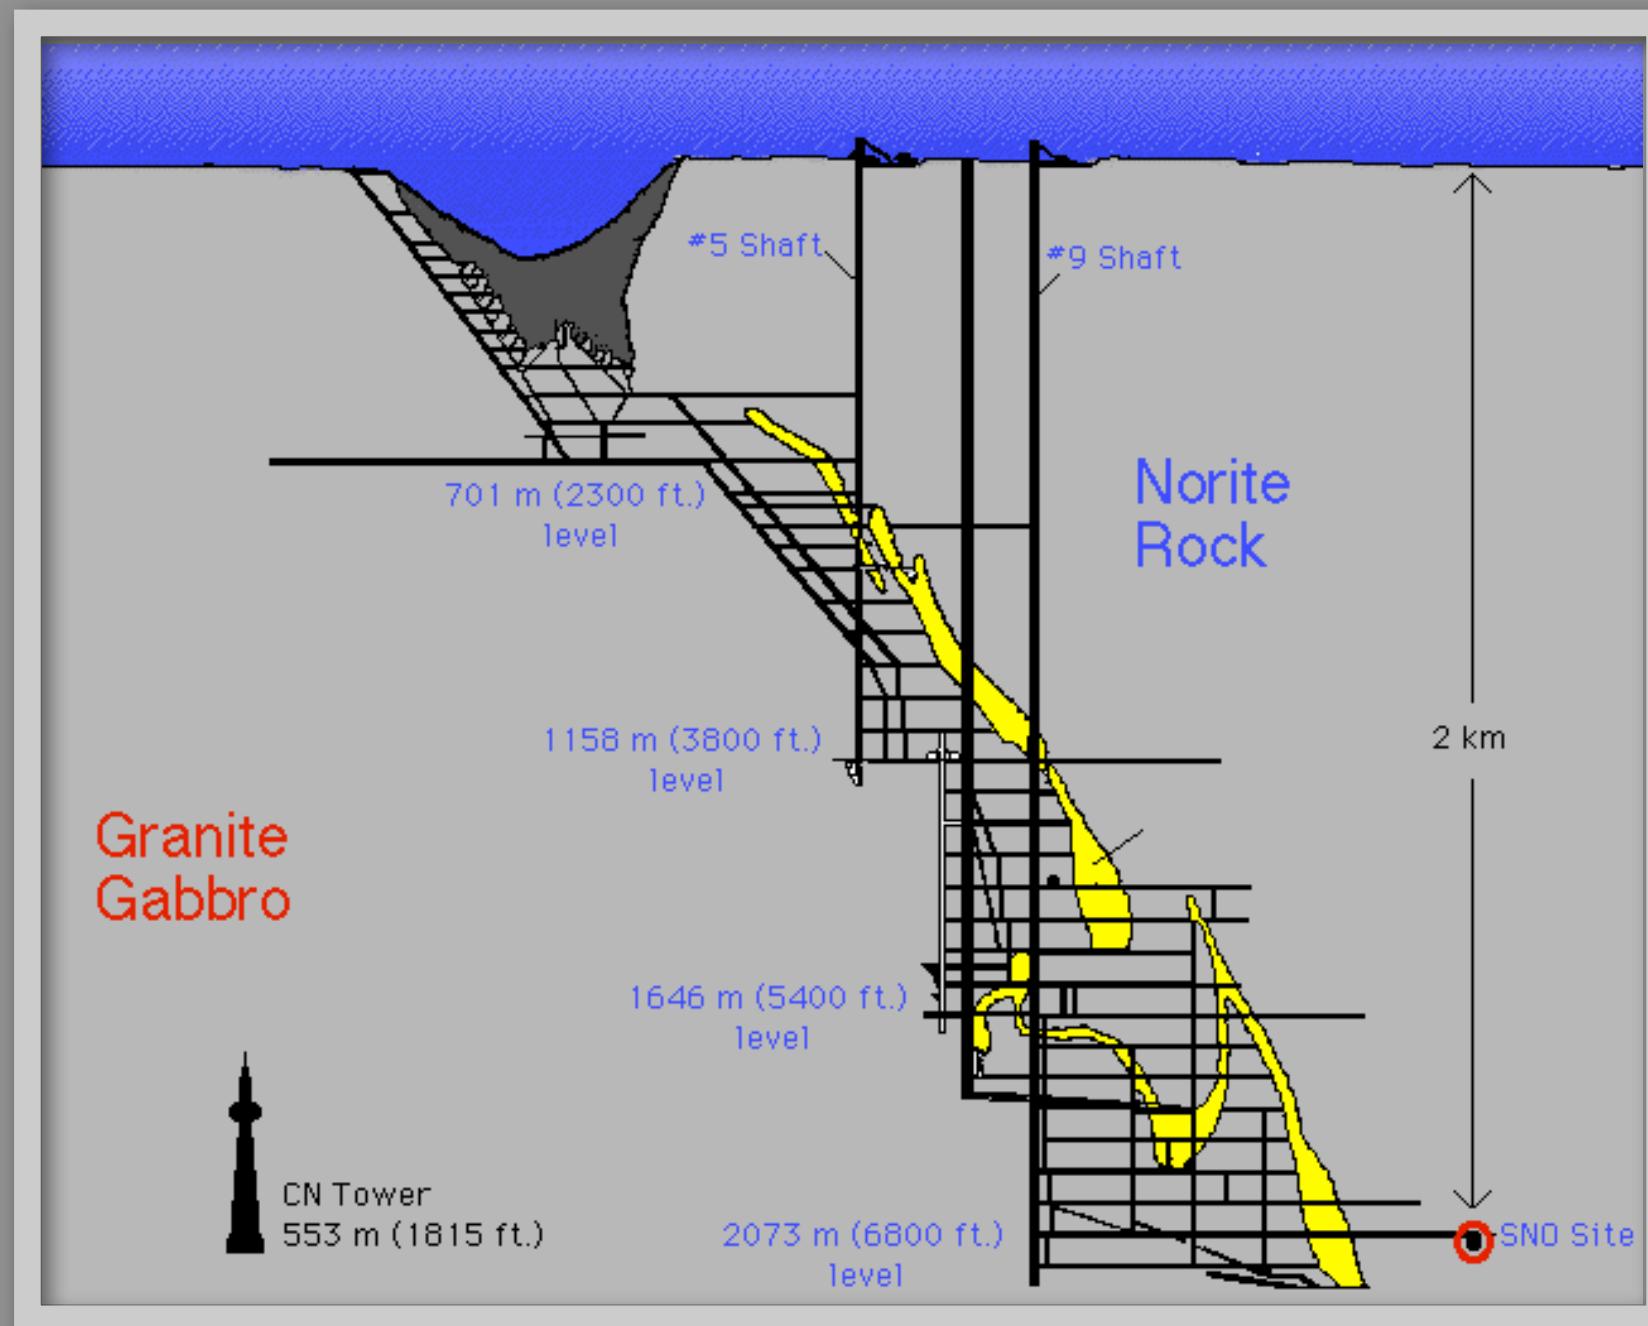 #5 Shaft
#9 Shaft
Norite
Rock
701 m (2300 ft.)
level
1158 m (3800 ft.)
level
2 km
Granite
Gabbro
1646 m (5400 ft.)
level
CN Tower
553 m (1815 ft.)
2073 m (6800 ft.)
level
SNO Site